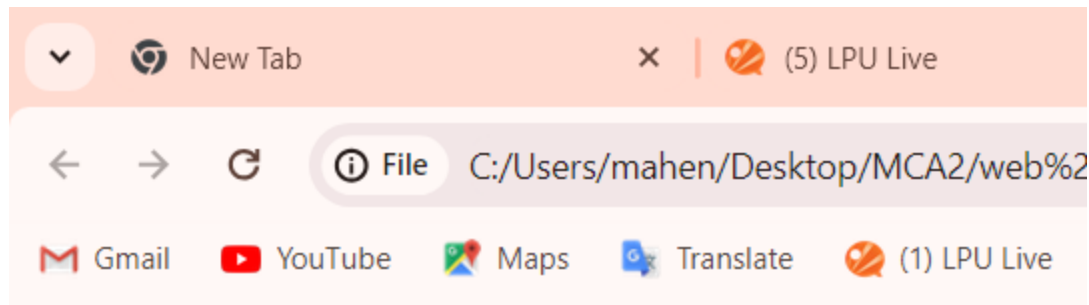 New Tab (5) LPU Live
File C:/Users/mahen/Desktop/MCA2/web%2
Gmail YouTube Maps Translate (1) LPU Live